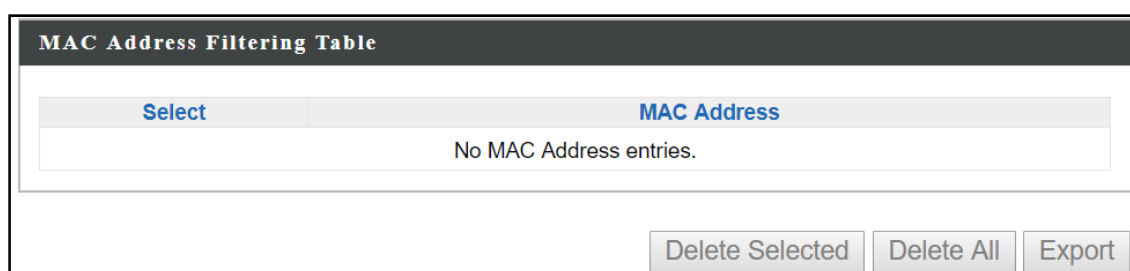 MAC Address Filtering Table
Select MAC Address
No MAC Address entries.
Delete Selected Delete All Export